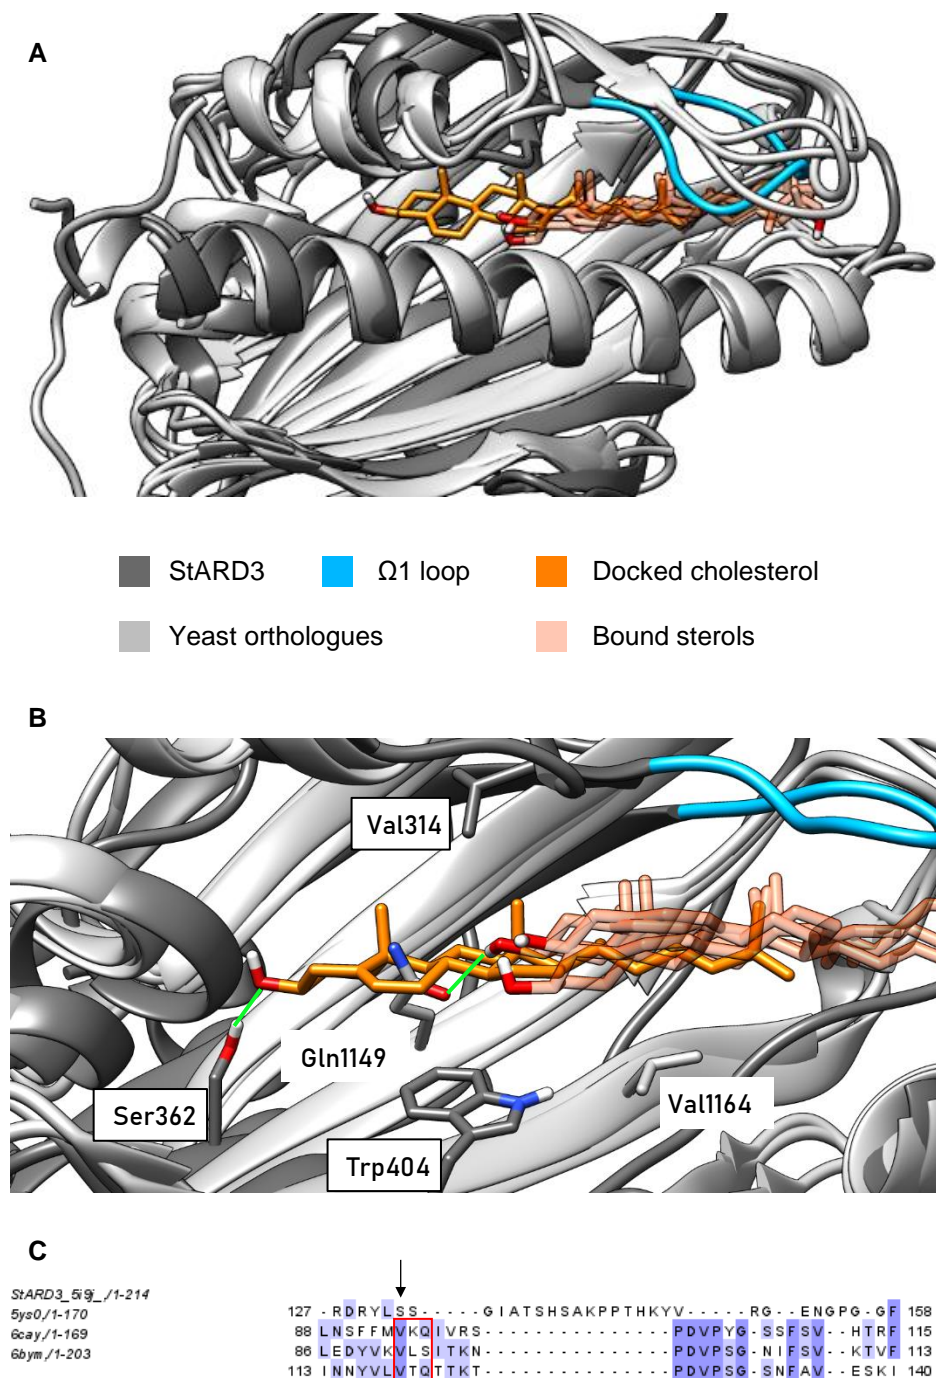 A
StARD3
Ω1 loop
Docked cholesterol
Yeast orthologues
Bound sterols
B
Val314
Gln1149
Ser362
Val1164
Trp404
C
StARD3_5i9j_/1-214
5ys0/1-170
6cay/1-169
6bym/1-203
127 - R D R Y L S S - - - - - G I A T S H S A K P P T H K Y V - - - - - R G - - E N G P G - G F 158
88 L N S F F M V K Q I V R S - - - - - - - - - - - - - - - P D V P Y G - S S F S V - - H T R F 115
86 L E D Y V K V L S I T K N - - - - - - - - - - - - - - - P D V P S G - N I F S V - - K T V F 113
113 I N N Y V L V T Q T T K T - - - - - - - - - - - - - - - P D V P S G - S N F A V - - E S K I 140